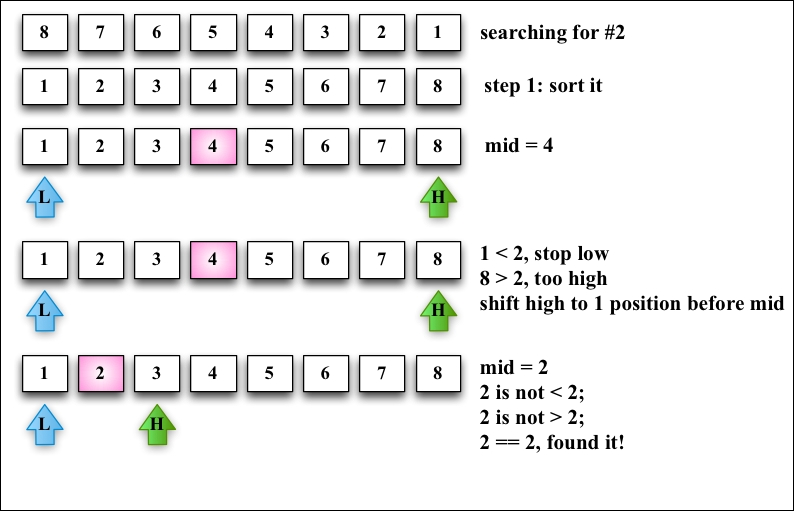 8 7 6 5 4 3 2 1 searching for #2
1 2 3 4 5 6 7 8 step 1: sort it
1 2 3 4 5 6 7 8 mid = 4
L H
1 2 3 4 5 6 7 8 1 < 2, stop low
8 > 2, too high
L H shift high to 1 position before mid
1 2 3 4 5 6 7 8 mid = 2
2 is not < 2;
L H 2 is not > 2;
2 == 2, found it!